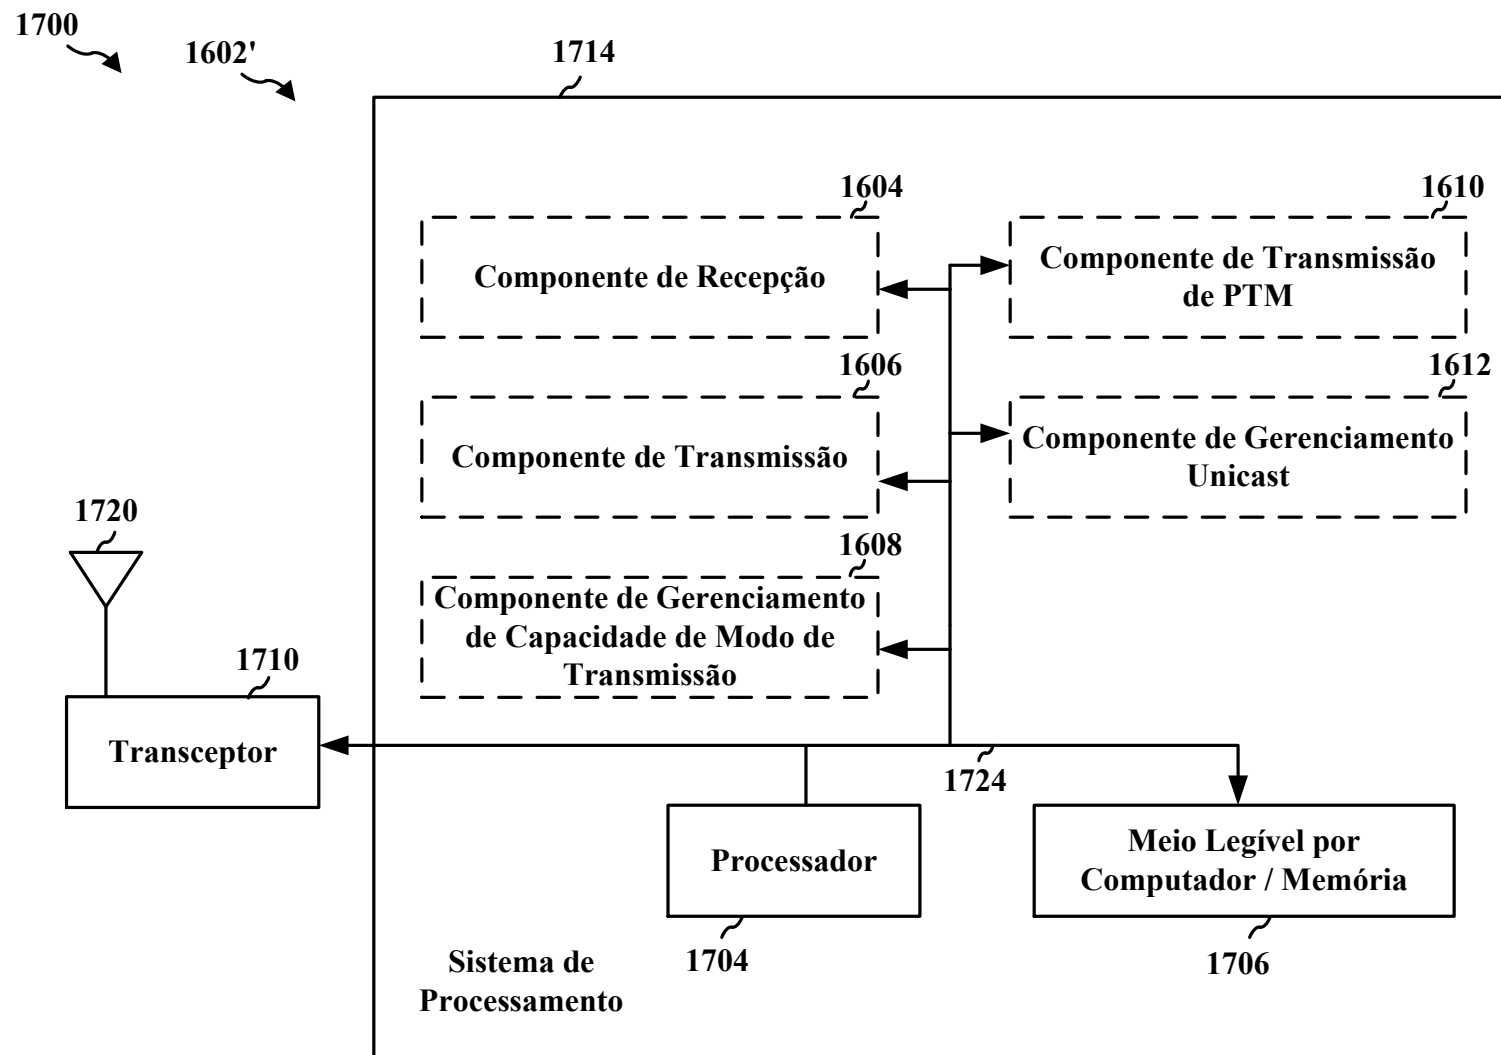 1700
1602'
1714
1604
Componente de Recepção
1610
Componente de Transmissão
de PTM
1606
Componente de Transmissão
1612
Componente de Gerenciamento
Unicast
1608
Componente de Gerenciamento
de Capacidade de Modo de
Transmissão
1720
1710
Transceptor
1724
Processador
1704
Meio Legível por
Computador / Memória
1706
Sistema de
Processamento